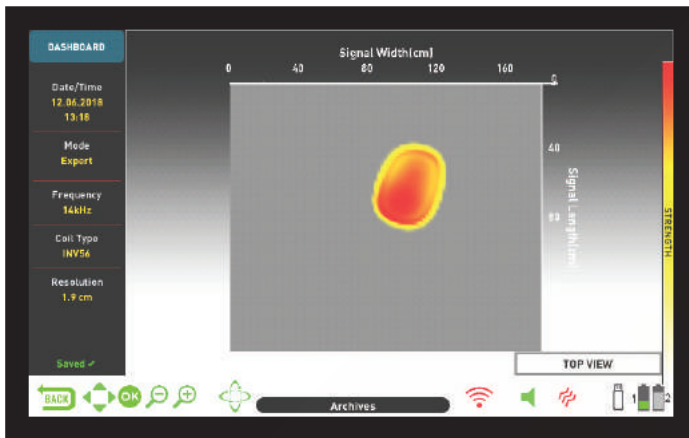 DASHBOARD
Date/Time
12.06.2018
13:18
Mode
Expert
Frequency
14kHz
Coil Type
INV56
Resolution
1.9 cm
Saved ✓
Signal Width(cm)
0 40 80 120 160
0
40
80
Signal Length(cm)
STRENGTH
TOP VIEW
BACK
OK
Archives
1
2